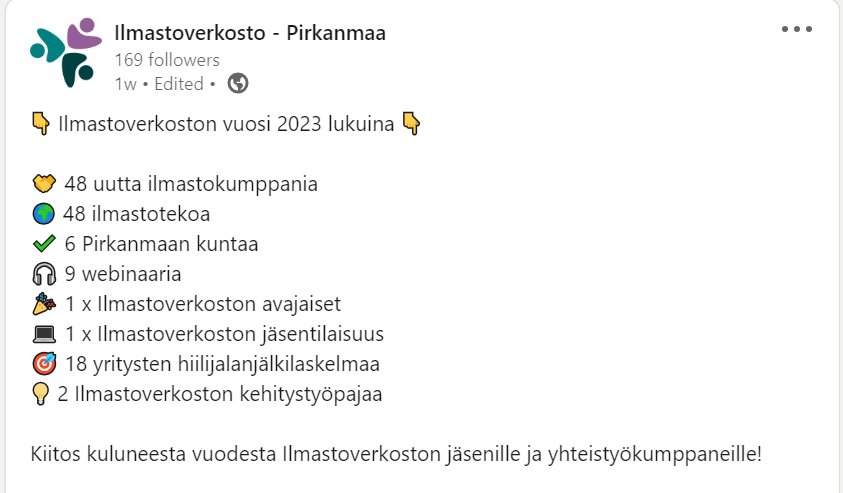 Ilmastoverkosto - Pirkanmaa
169 followers
1w • Edited •
👇 Ilmastoverkoston vuosi 2023 lukuina 👇
🤝 48 uutta ilmastokumppania
🌍 48 ilmastotekoa
✔️ 6 Pirkanmaan kuntaa
🎧 9 webinaaria
🎉 1 x Ilmastoverkoston avajaiset
💻 1 x Ilmastoverkoston jäsentilaisuus
🎯 18 yritysten hiilijalanjälkilaskelmaa
💡 2 Ilmastoverkoston kehitystyöpajaa
Kiitos kuluneesta vuodesta Ilmastoverkoston jäsenille ja yhteistyökumppaneille!